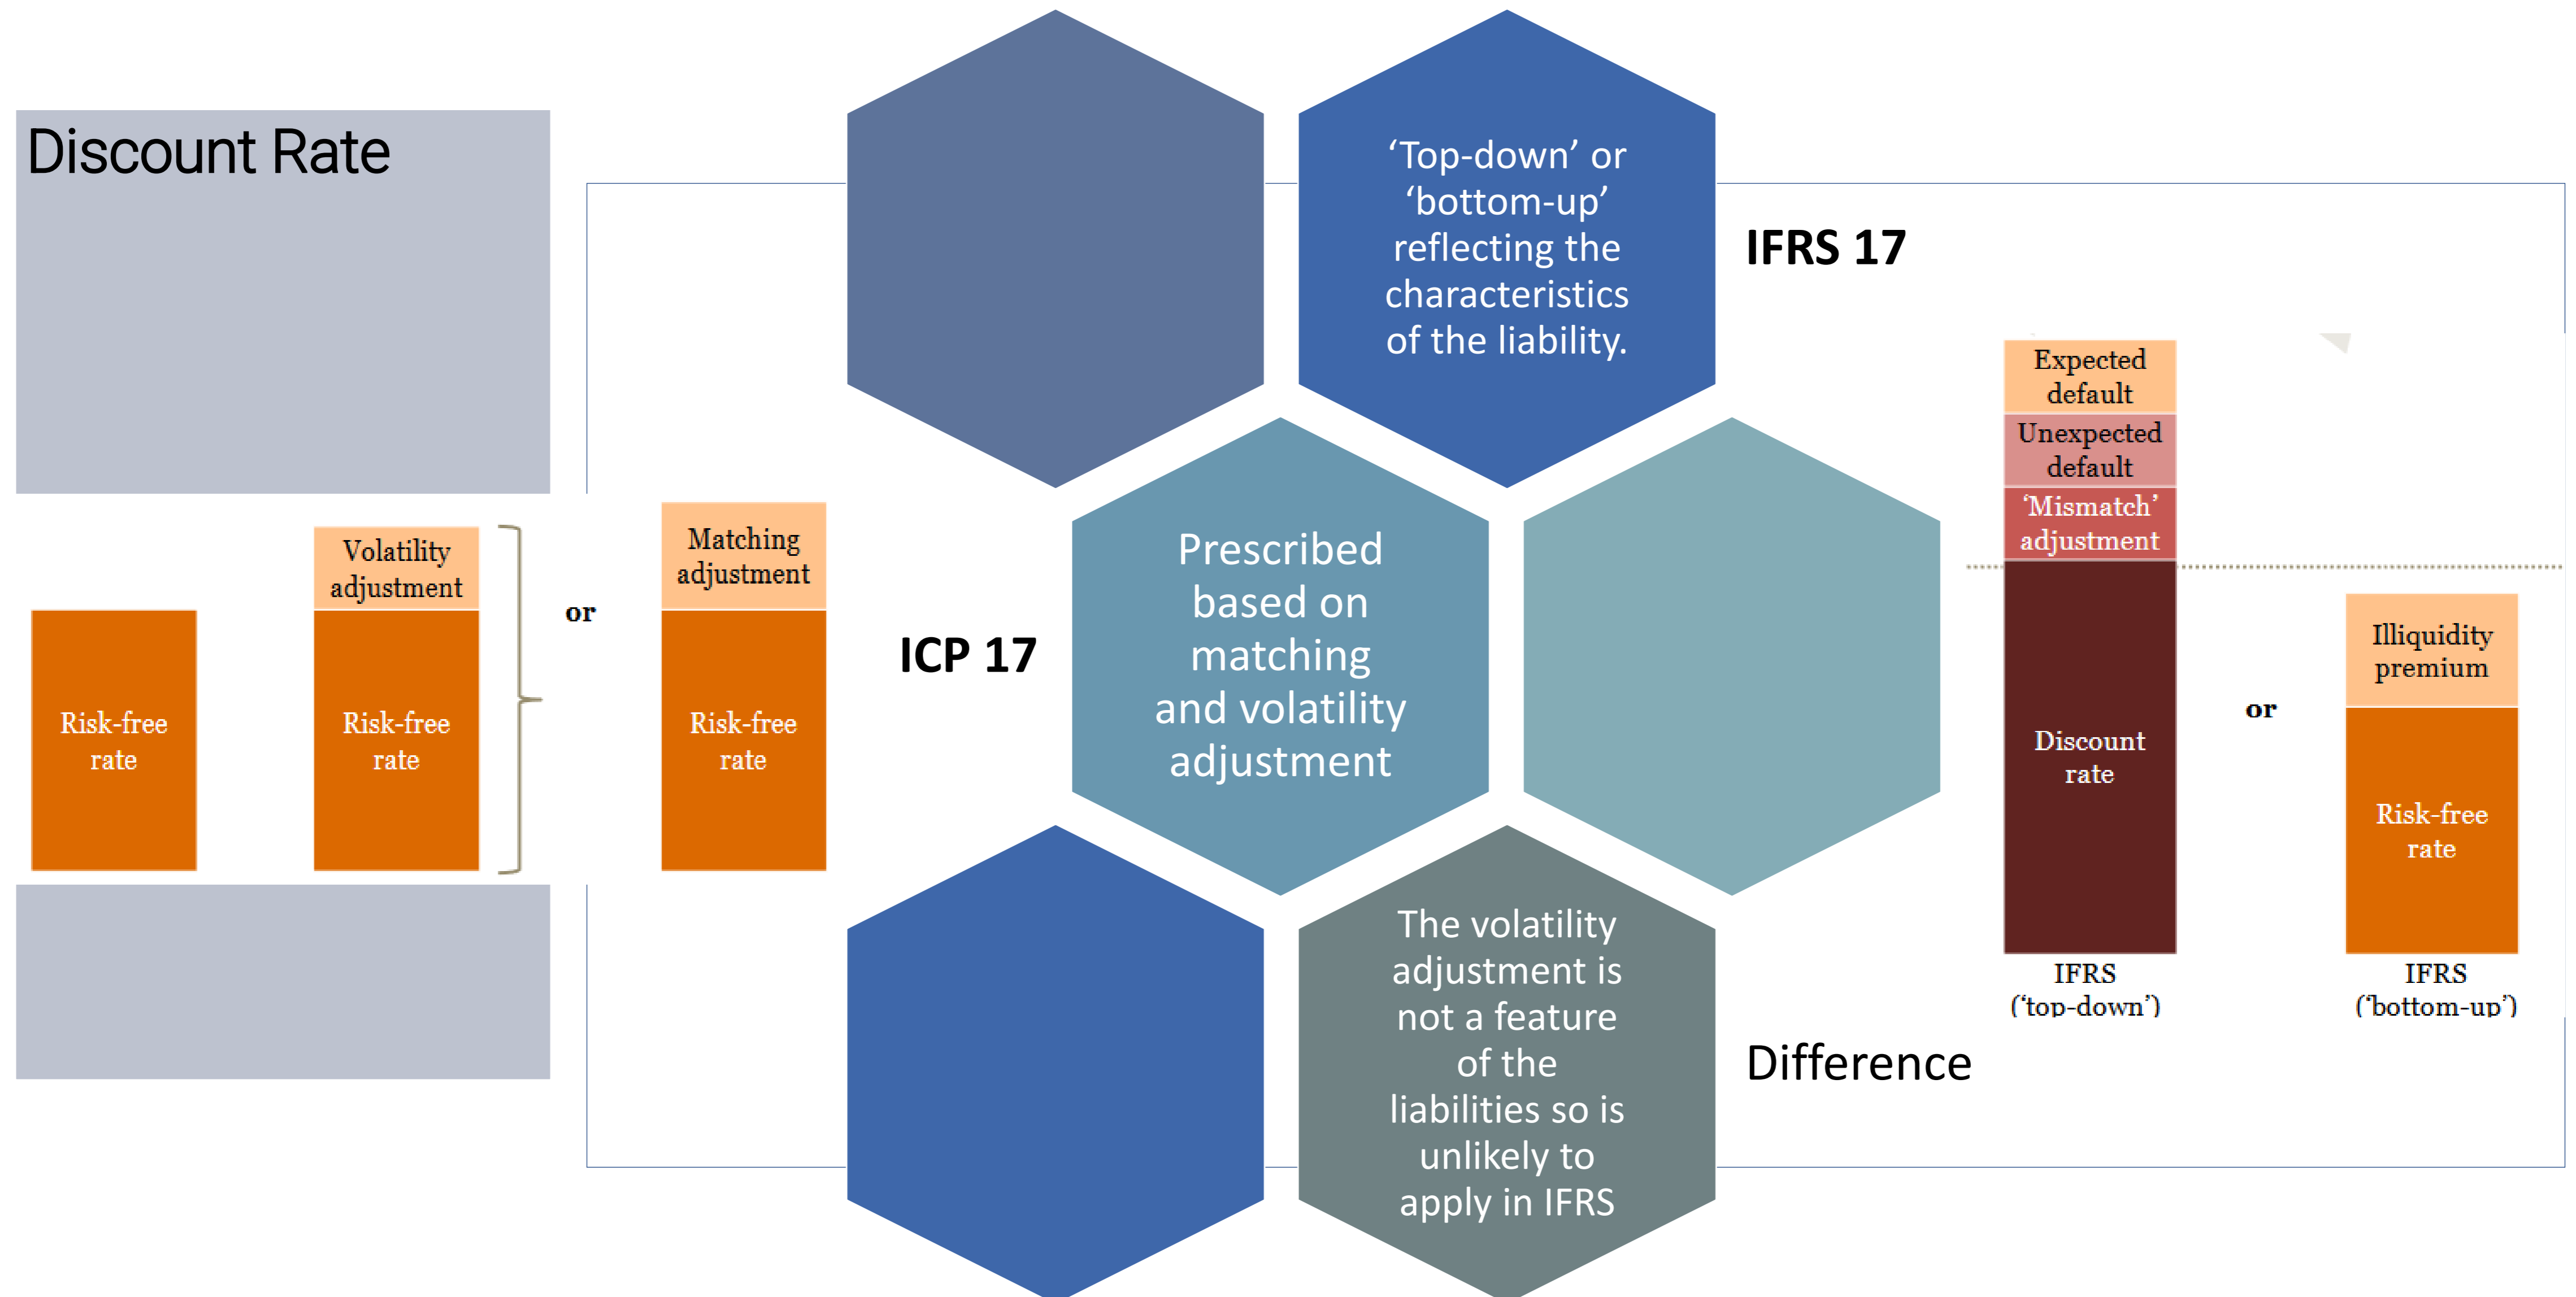 Discount Rate
‘Top-down’ or
‘bottom-up’
reflecting the
characteristics
of the liability.
IFRS 17
Expected
default
Unexpected
default
‘Mismatch’
adjustment
Discount
rate
IFRS
(‘top-down’)
or
Illiquidity
premium
Risk-free
rate
IFRS
(‘bottom-up’)
Risk-free
rate
Volatility
adjustment
Risk-free
rate
or
Matching
adjustment
Risk-free
rate
ICP 17
Prescribed
based on
matching
and volatility
adjustment
The volatility
adjustment is
not a feature
of the
liabilities so is
unlikely to
apply in IFRS
Difference